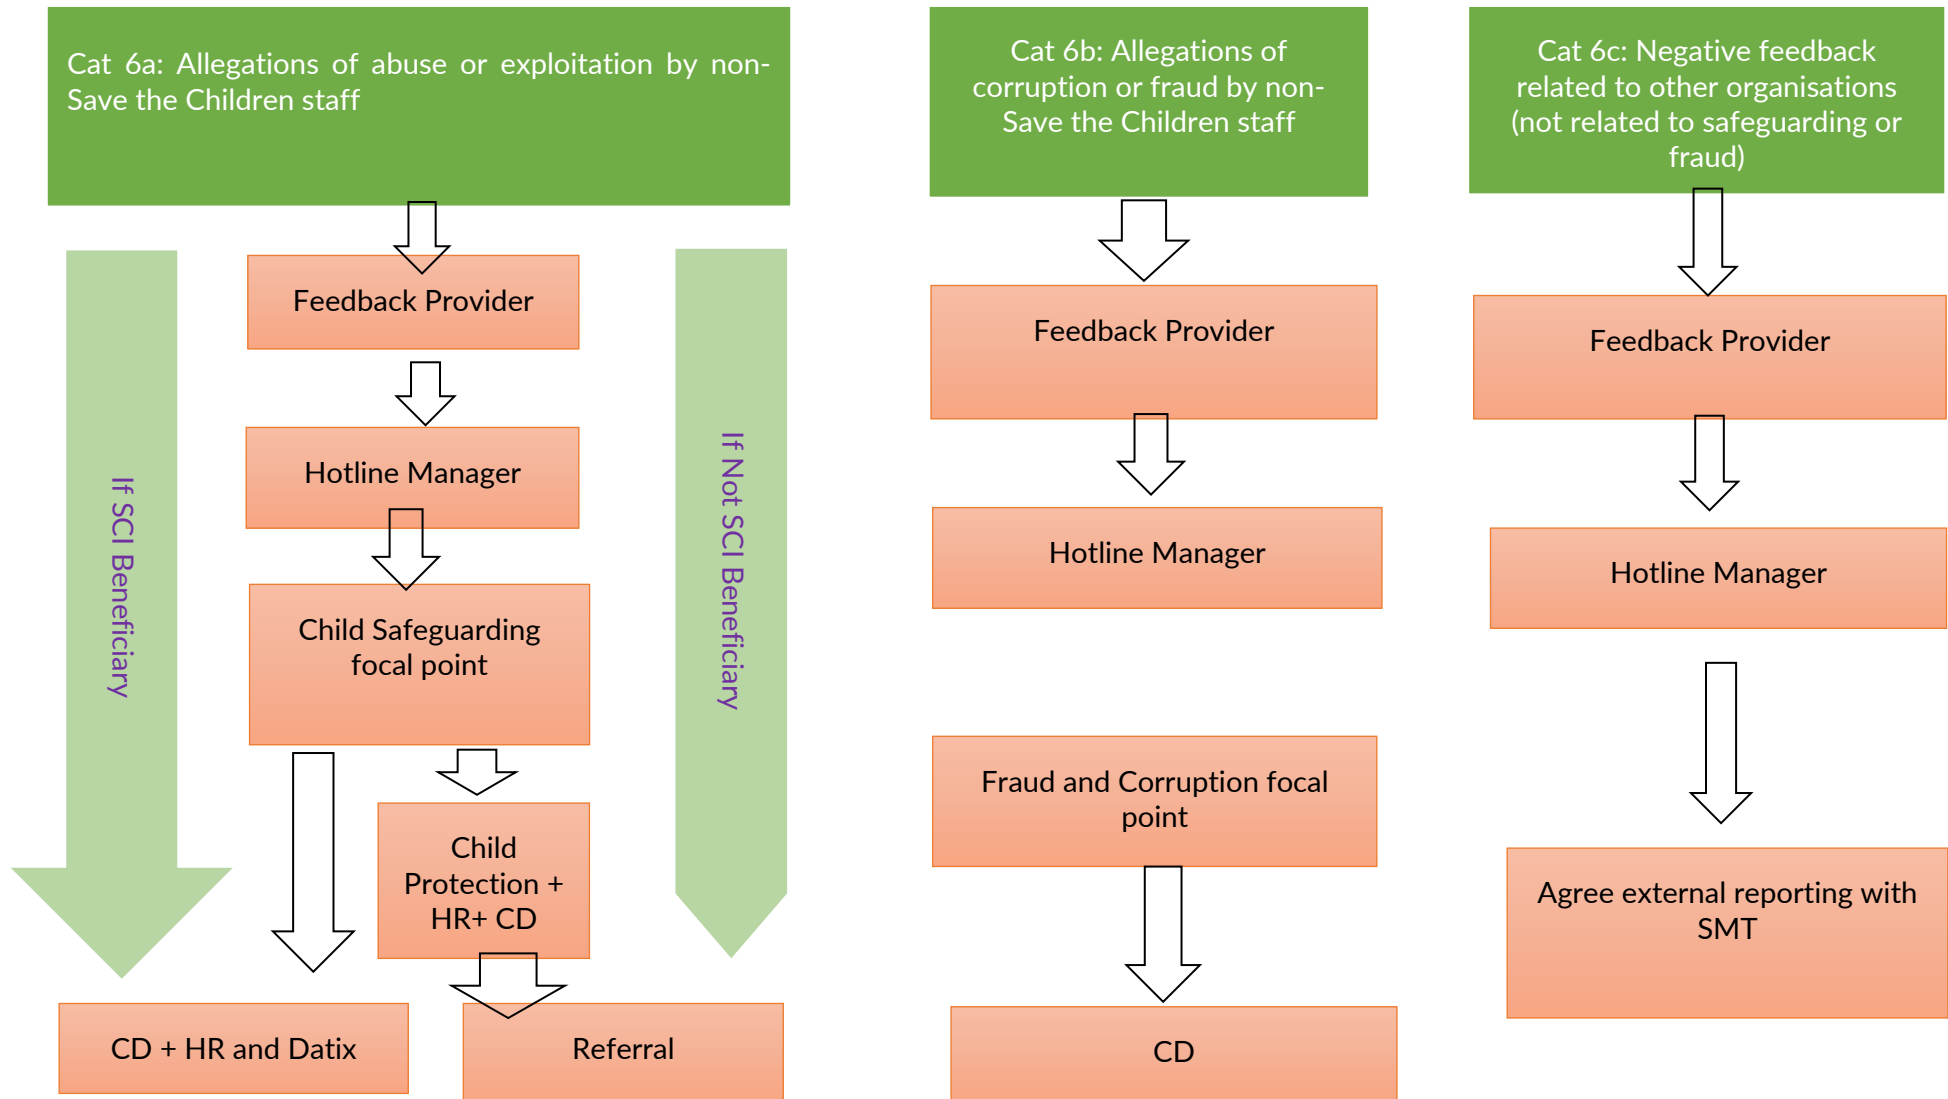 Cat 6a: Allegations of abuse or exploitation by non-
Save the Children staff
Feedback Provider
Hotline Manager
Child Safeguarding
focal point
If SCI Beneficiary
If Not SCI Beneficiary
Child
Protection +
HR+ CD
CD + HR and Datix
Referral
Cat 6b: Allegations of
corruption or fraud by non-
Save the Children staff
Feedback Provider
Hotline Manager
Fraud and Corruption focal
point
CD
Cat 6c: Negative feedback
related to other organisations
(not related to safeguarding or
fraud)
Feedback Provider
Hotline Manager
Agree external reporting with
SMT